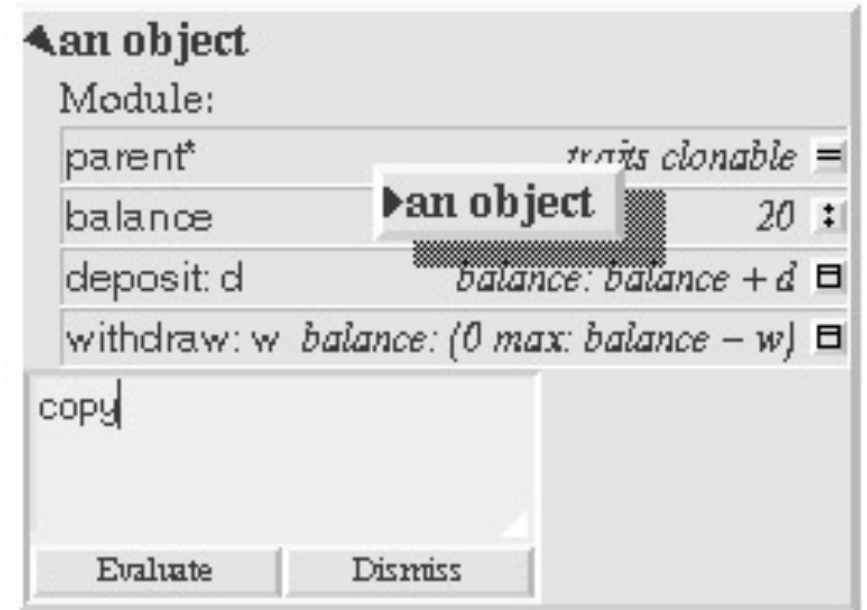 an object
Module:
parent* traits clonable =
an object
balance 20 :
deposit: d balance: balance + d
withdraw: w balance: (0 max: balance – w)
copy
Evaluate Dismiss